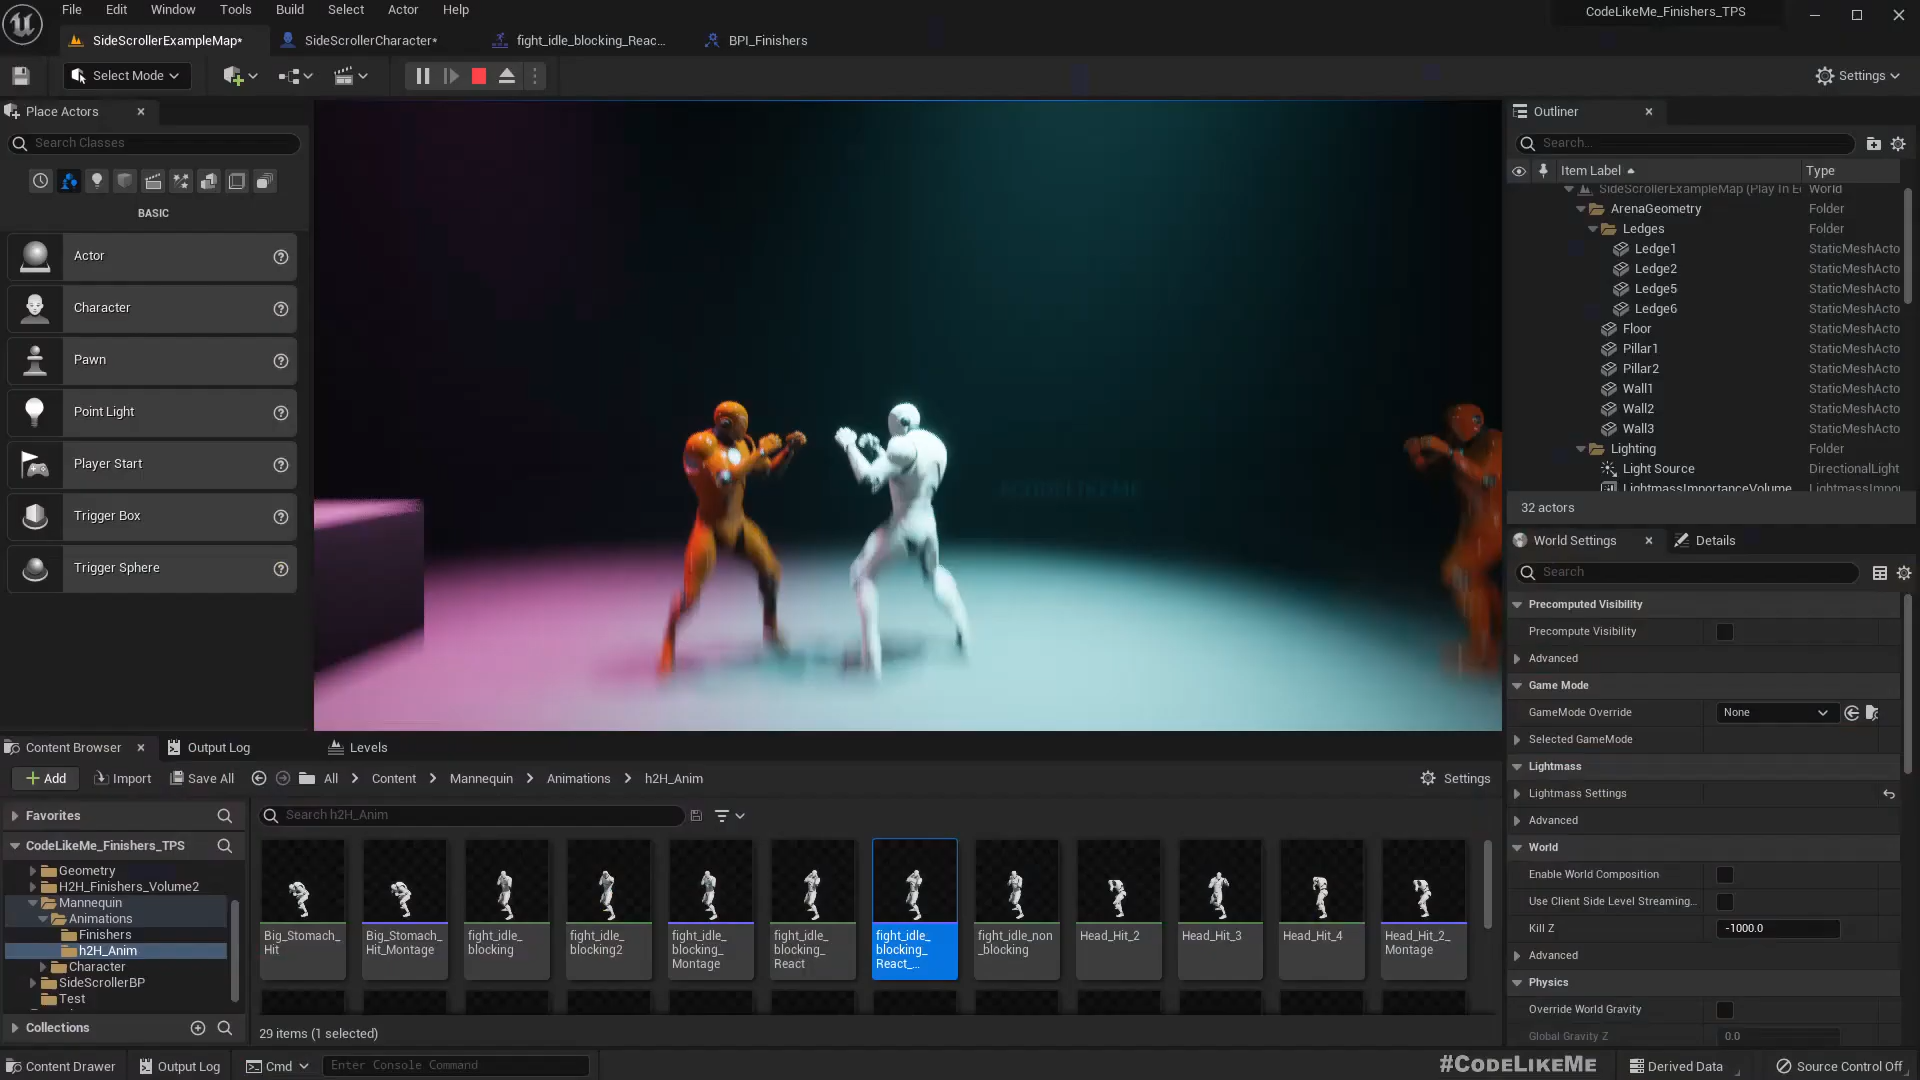 File Edit Window Tools Build Select Actor Help
CodeLikeMe_Finishers_TPS
SideScrollerExampleMap*
SideScrollerCharacter*
fight_idle_blocking_Reac...
BPI_Finishers
Select Mode
Settings
Place Actors
Search Classes
BASIC
Actor
Character
Pawn
Point Light
Player Start
Trigger Box
Trigger Sphere
Outliner
Search...
Item Label Type
SideScrollerExampleMap (Play In E World
ArenaGeometry Folder
Ledges Folder
Ledge1 StaticMeshActo
Ledge2 StaticMeshActo
Ledge5 StaticMeshActo
Ledge6 StaticMeshActo
Floor StaticMeshActo
Pillar1 StaticMeshActo
Pillar2 StaticMeshActo
Wall1 StaticMeshActo
Wall2 StaticMeshActo
Wall3 StaticMeshActo
Lighting Folder
Light Source DirectionalLight
LightmassImportanceVolume LightmassImpor
32 actors
World Settings
Details
Search
Precomputed Visibility
Precompute Visibility
Advanced
Game Mode
GameMode Override None
Selected GameMode
Lightmass
Lightmass Settings
Advanced
World
Enable World Composition
Use Client Side Level Streaming...
Kill Z -1000.0
Advanced
Physics
Override World Gravity
Global Gravity Z 0.0
Content Browser
Output Log
Levels
Add
Import
Save All
All > Content > Mannequin > Animations > h2H_Anim
Settings
Favorites
CodeLikeMe_Finishers_TPS
Geometry
H2H_Finishers_Volume2
Mannequin
Animations
Finishers
h2H_Anim
Character
SideScrollerBP
Test
Collections
Search h2H_Anim
Big_Stomach_
Hit
Big_Stomach_
Hit_Montage
fight_idle_
blocking
fight_idle_
blocking2
fight_idle_
blocking_
Montage
fight_idle_
blocking_
React
fight_idle_
blocking_
React_...
fight_idle_non
_blocking
Head_Hit_2
Head_Hit_3
Head_Hit_4
Head_Hit_2_
Montage
29 items (1 selected)
Content Drawer
Output Log
Cmd
Enter Console Command
#CODELIKEME
Derived Data
Source Control Off